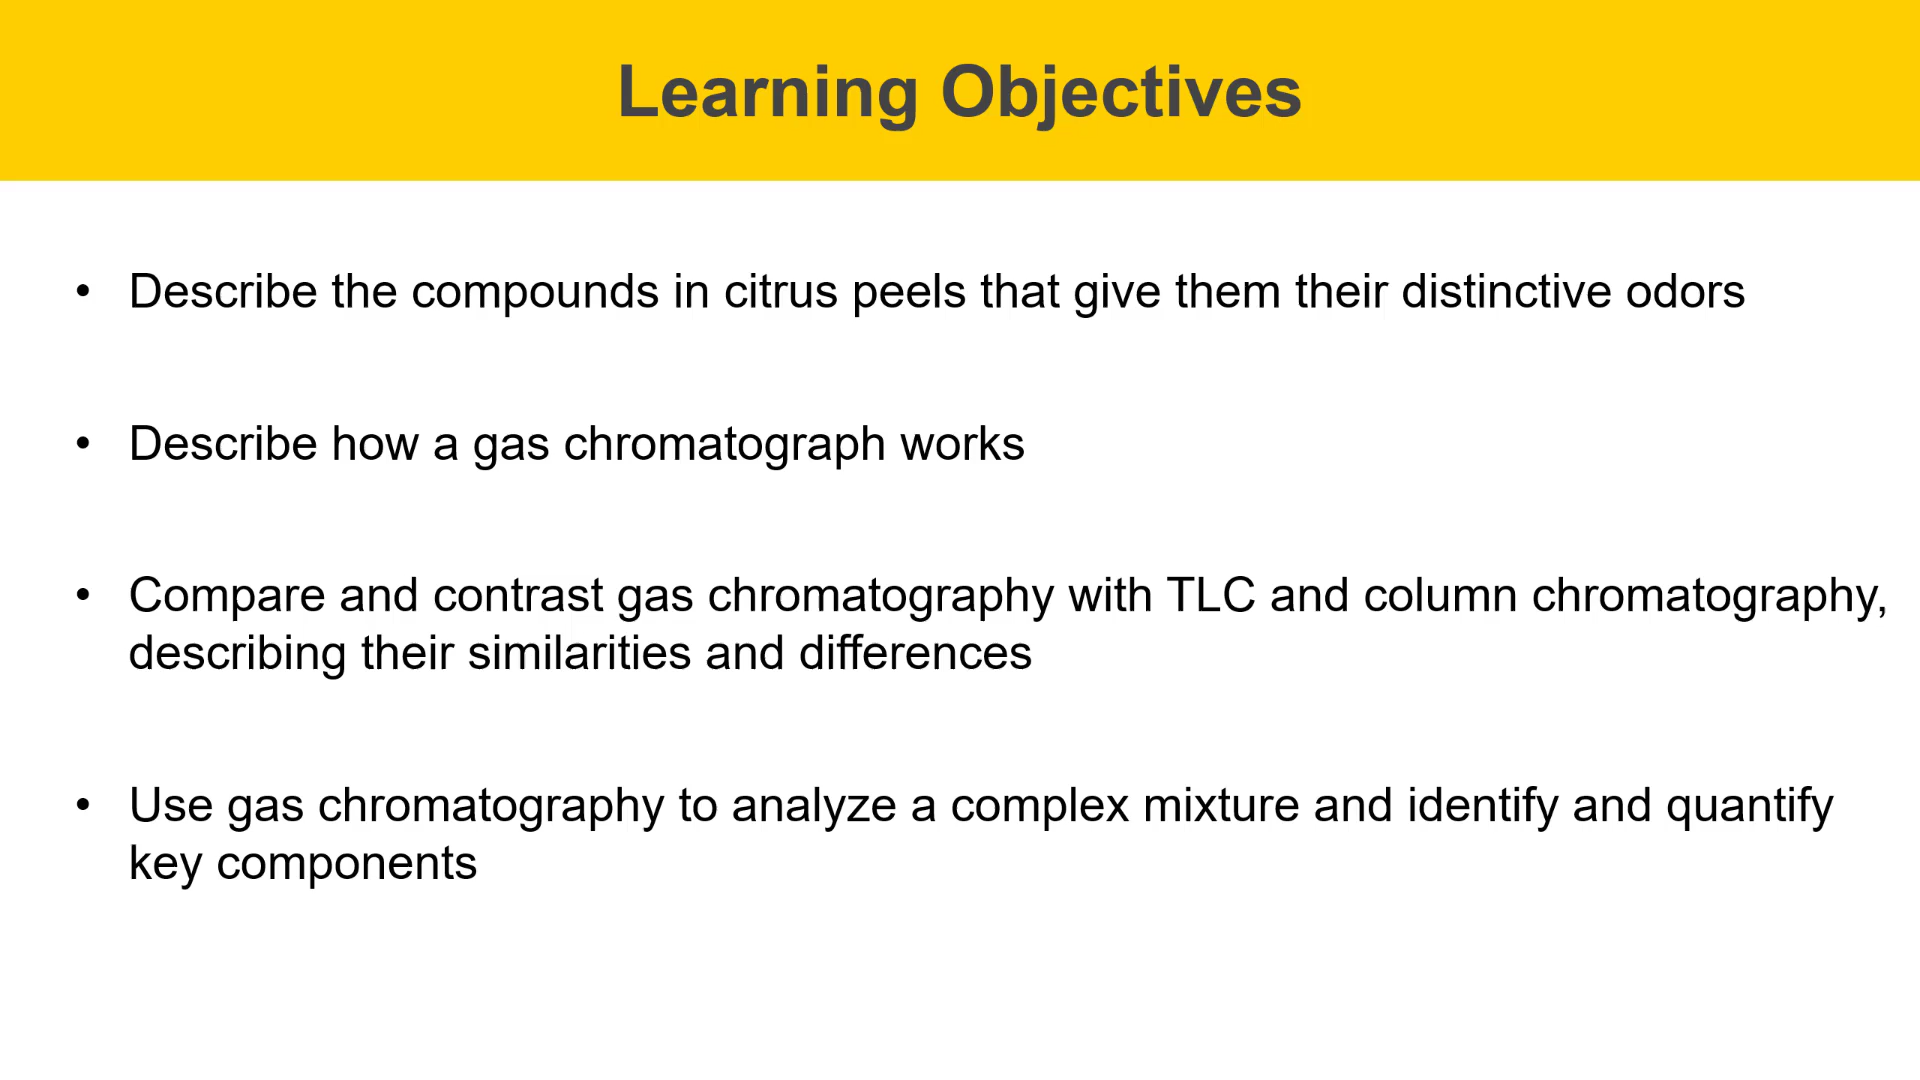 Learning Objectives
• Describe the compounds in citrus peels that give them their distinctive odors
• Describe how a gas chromatograph works
• Compare and contrast gas chromatography with TLC and column chromatography,
describing their similarities and differences
• Use gas chromatography to analyze a complex mixture and identify and quantify
key components